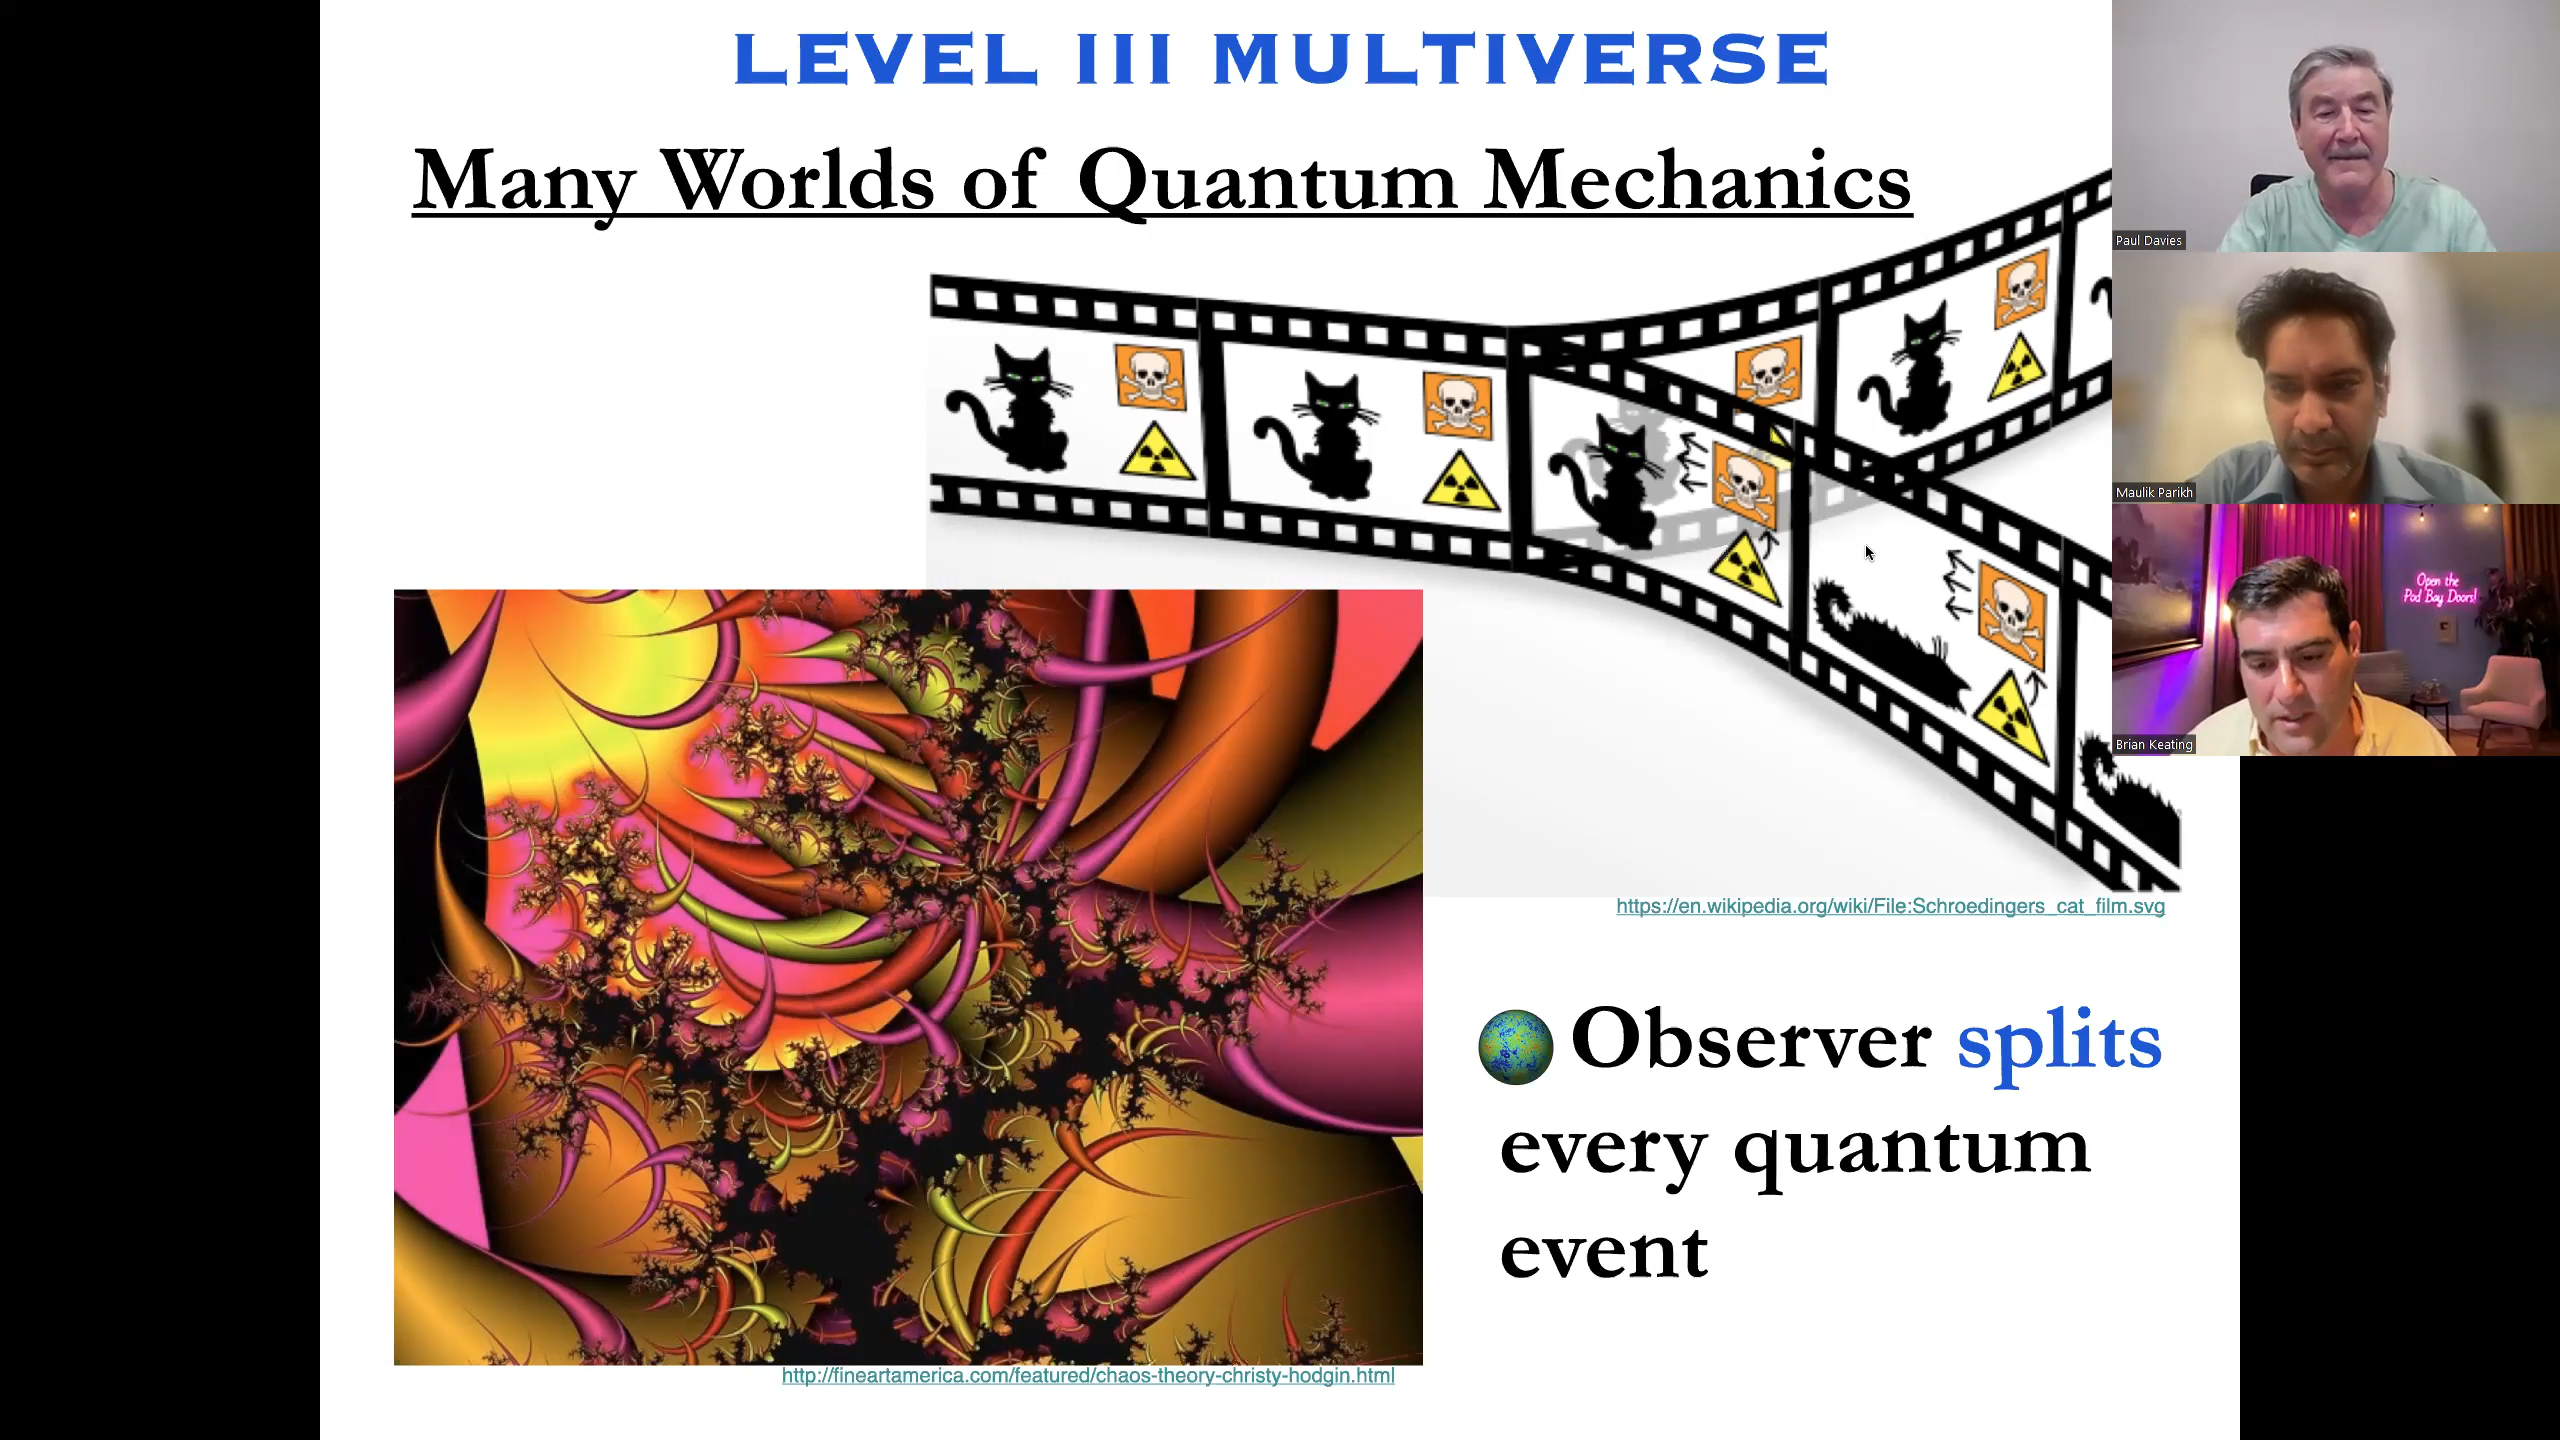 LEVEL III MULTIVERSE
Many Worlds of Quantum Mechanics
Paul Davies
Maulik Parikh
Open the
Pod Bay Doors!
Brian Keating
https://en.wikipedia.org/wiki/File:Schroedingers_cat_film.svg
Observer splits
every quantum
event
http://fineartamerica.com/featured/chaos-theory-christy-hodgin.html